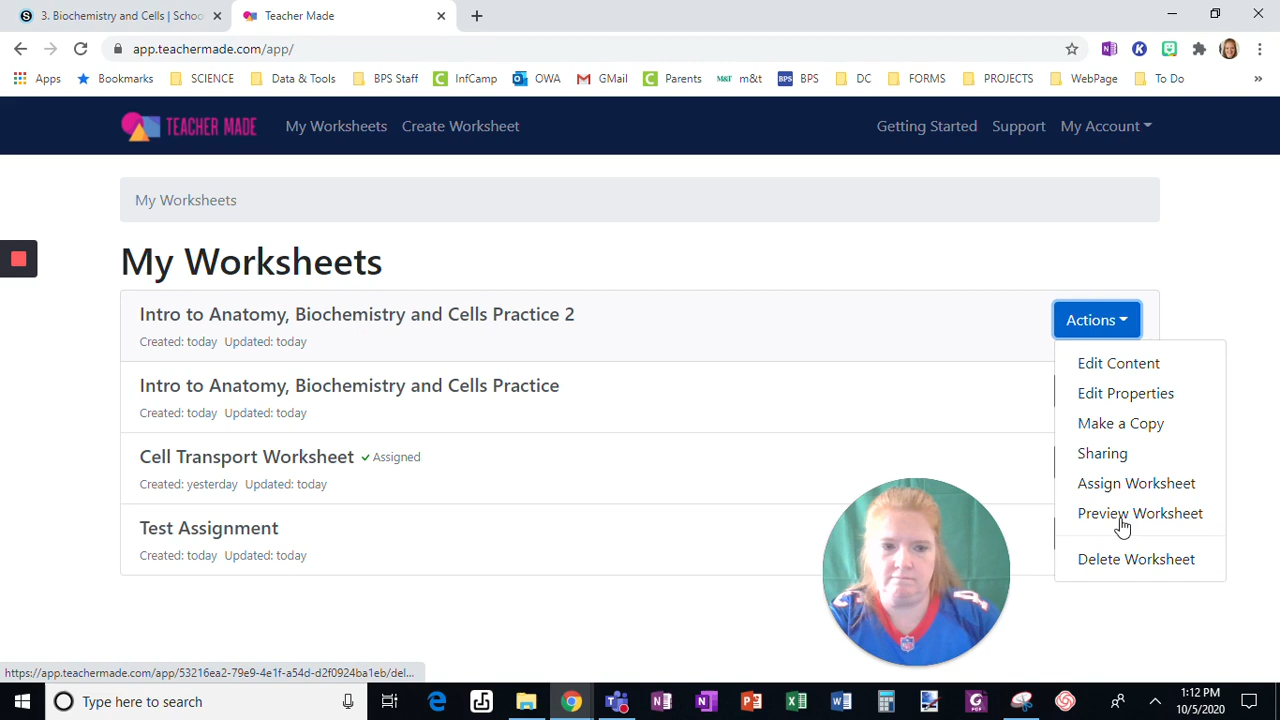 3. Biochemistry and Cells | Schoo
Teacher Made
app.teachermade.com/app/
Apps Bookmarks SCIENCE Data & Tools BPS Staff InfCamp OWA GMail Parents m&t BPS DC FORMS PROJECTS WebPage To Do »
TEACHER MADE My Worksheets Create Worksheet Getting Started Support My Account
My Worksheets
My Worksheets
Intro to Anatomy, Biochemistry and Cells Practice 2
Created: today Updated: today
Actions
Edit Content
Edit Properties
Make a Copy
Sharing
Assign Worksheet
Preview Worksheet
Delete Worksheet
Intro to Anatomy, Biochemistry and Cells Practice
Created: today Updated: today
Cell Transport Worksheet ✓ Assigned
Created: yesterday Updated: today
Test Assignment
Created: today Updated: today
https://app.teachermade.com/app/53216ea2-79e9-4e1f-a54d-d2f0924ba1eb/del...
Type here to search
1:12 PM
10/5/2020